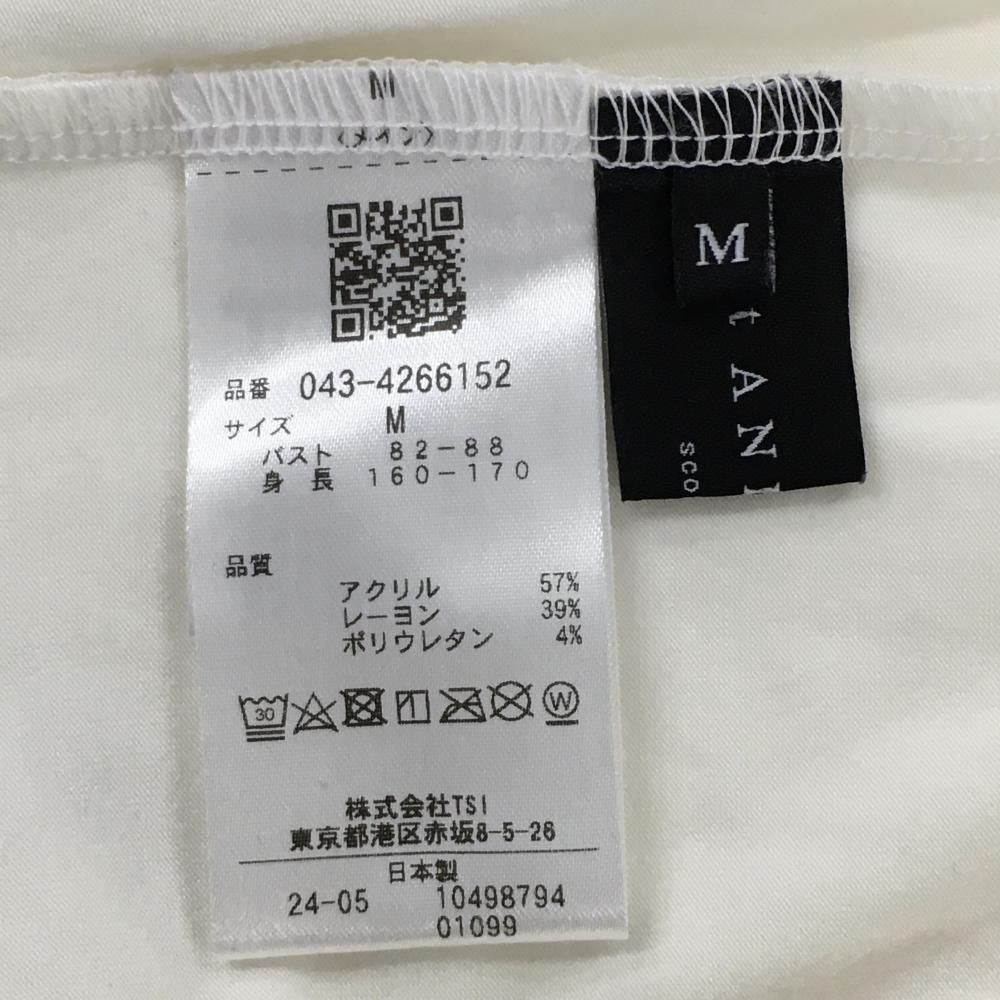 M
〈メイン〉
品番 043-4266152
サイズ M
バスト 82-88
身長 160-170
品質
アクリル 57%
レーヨン 39%
ポリウレタン 4%
30
W
株式会社TSI
東京都港区赤坂8-5-26
日本製
24-05 10498794
01099
M
t AN
SCO